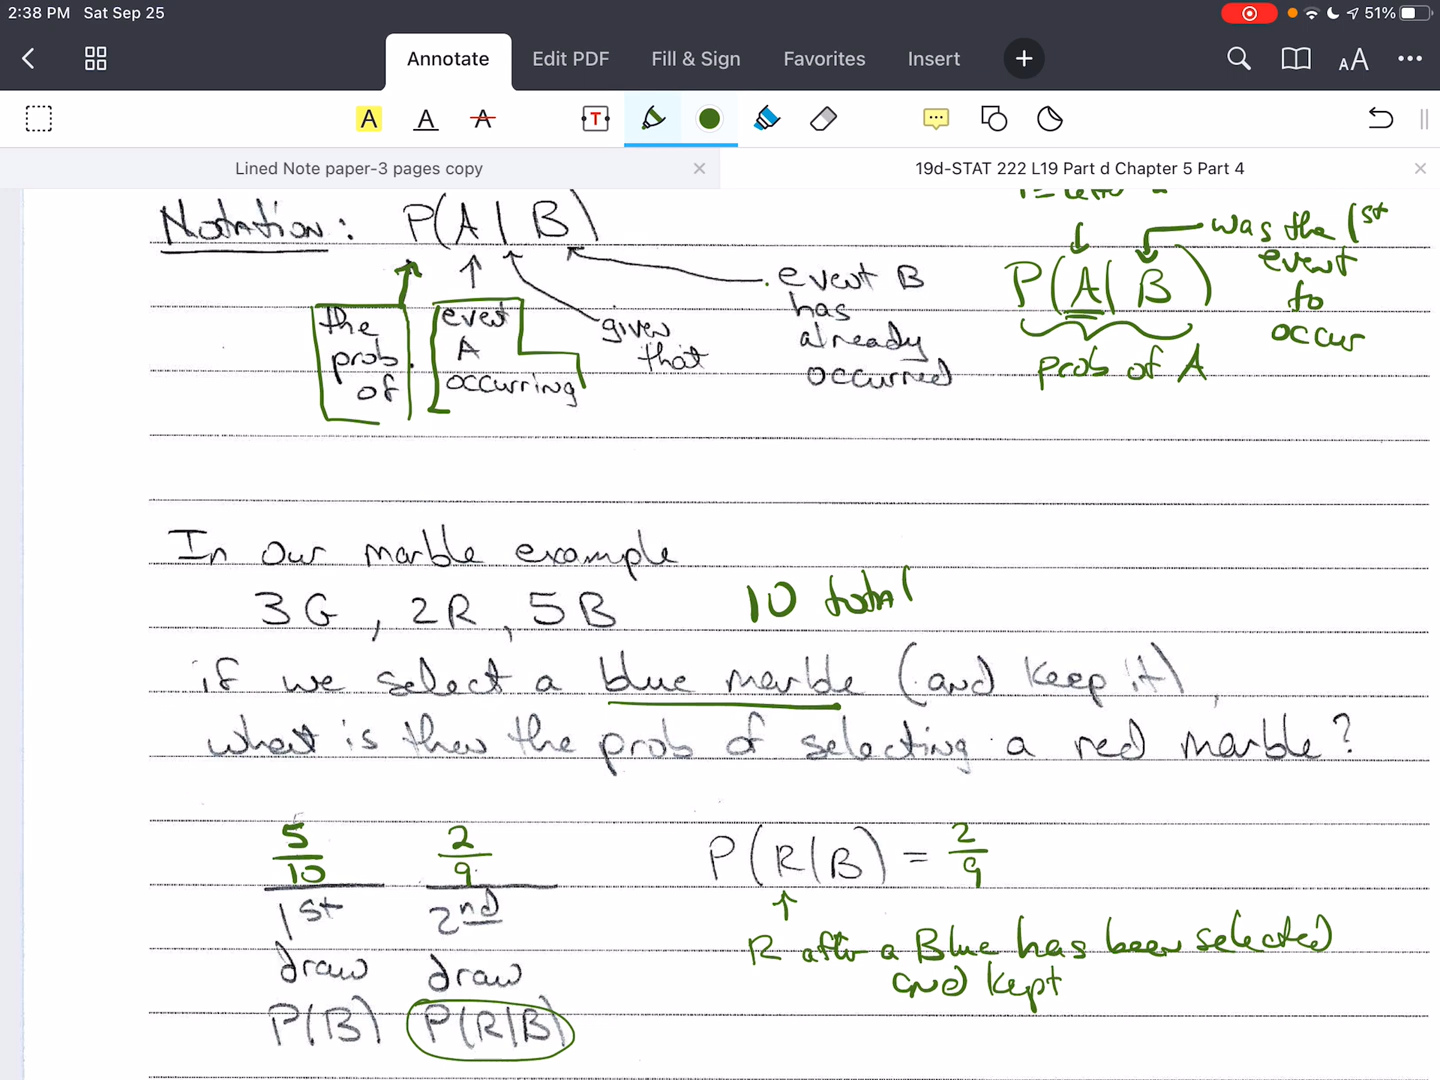 2:38 PM Sat Sep 25
51%
Annotate Edit PDF Fill & Sign Favorites Insert
Lined Note paper-3 pages copy
19d-STAT 222 L19 Part d Chapter 5 Part 4
Notation: P(A | B)
the prob. of
event A occurring
given that
event B has already occurred
was the 1st event to occur
P(A | B)
prob of A
In our marble example
3G, 2R, 5B 10 total
if we select a blue marble (and keep it),
what is then the prob of selecting a red marble?
5/10 2/9 P(R|B) = 2/9
1st draw 2nd draw
R after a Blue has been selected and kept
P(B) P(R|B)